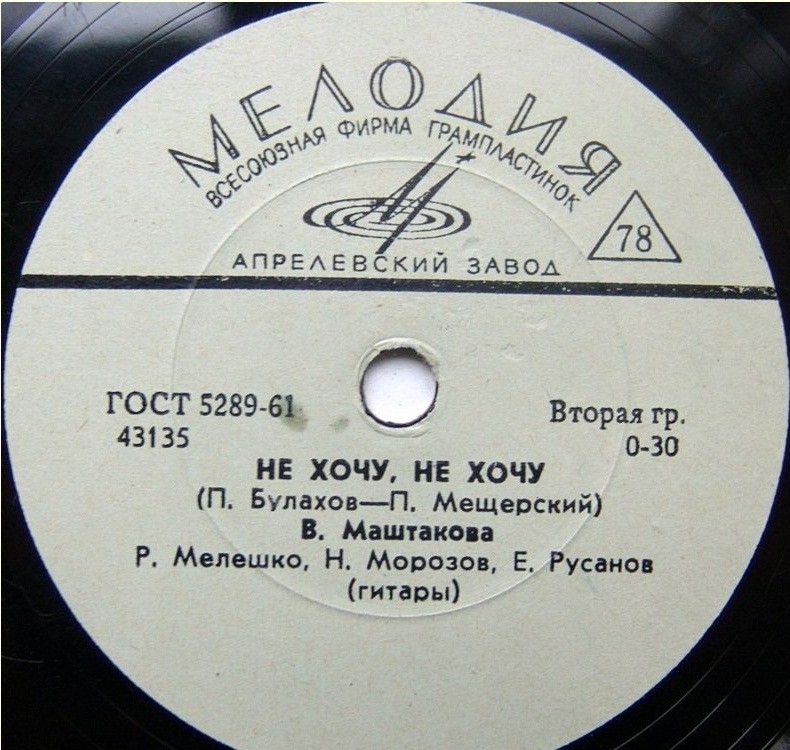 МЕЛОДИЯ
ВСЕСОЮЗНАЯ ФИРМА ГРАМПЛАСТИНОК
78
АПРЕЛЕВСКИЙ ЗАВОД
ГОСТ 5289-61
43135
Вторая гр.
0-30
НЕ ХОЧУ, НЕ ХОЧУ
(П. Булахов—П. Мещерский)
В. Маштакова
Р. Мелешко, Н. Морозов, Е. Русанов
(гитары)